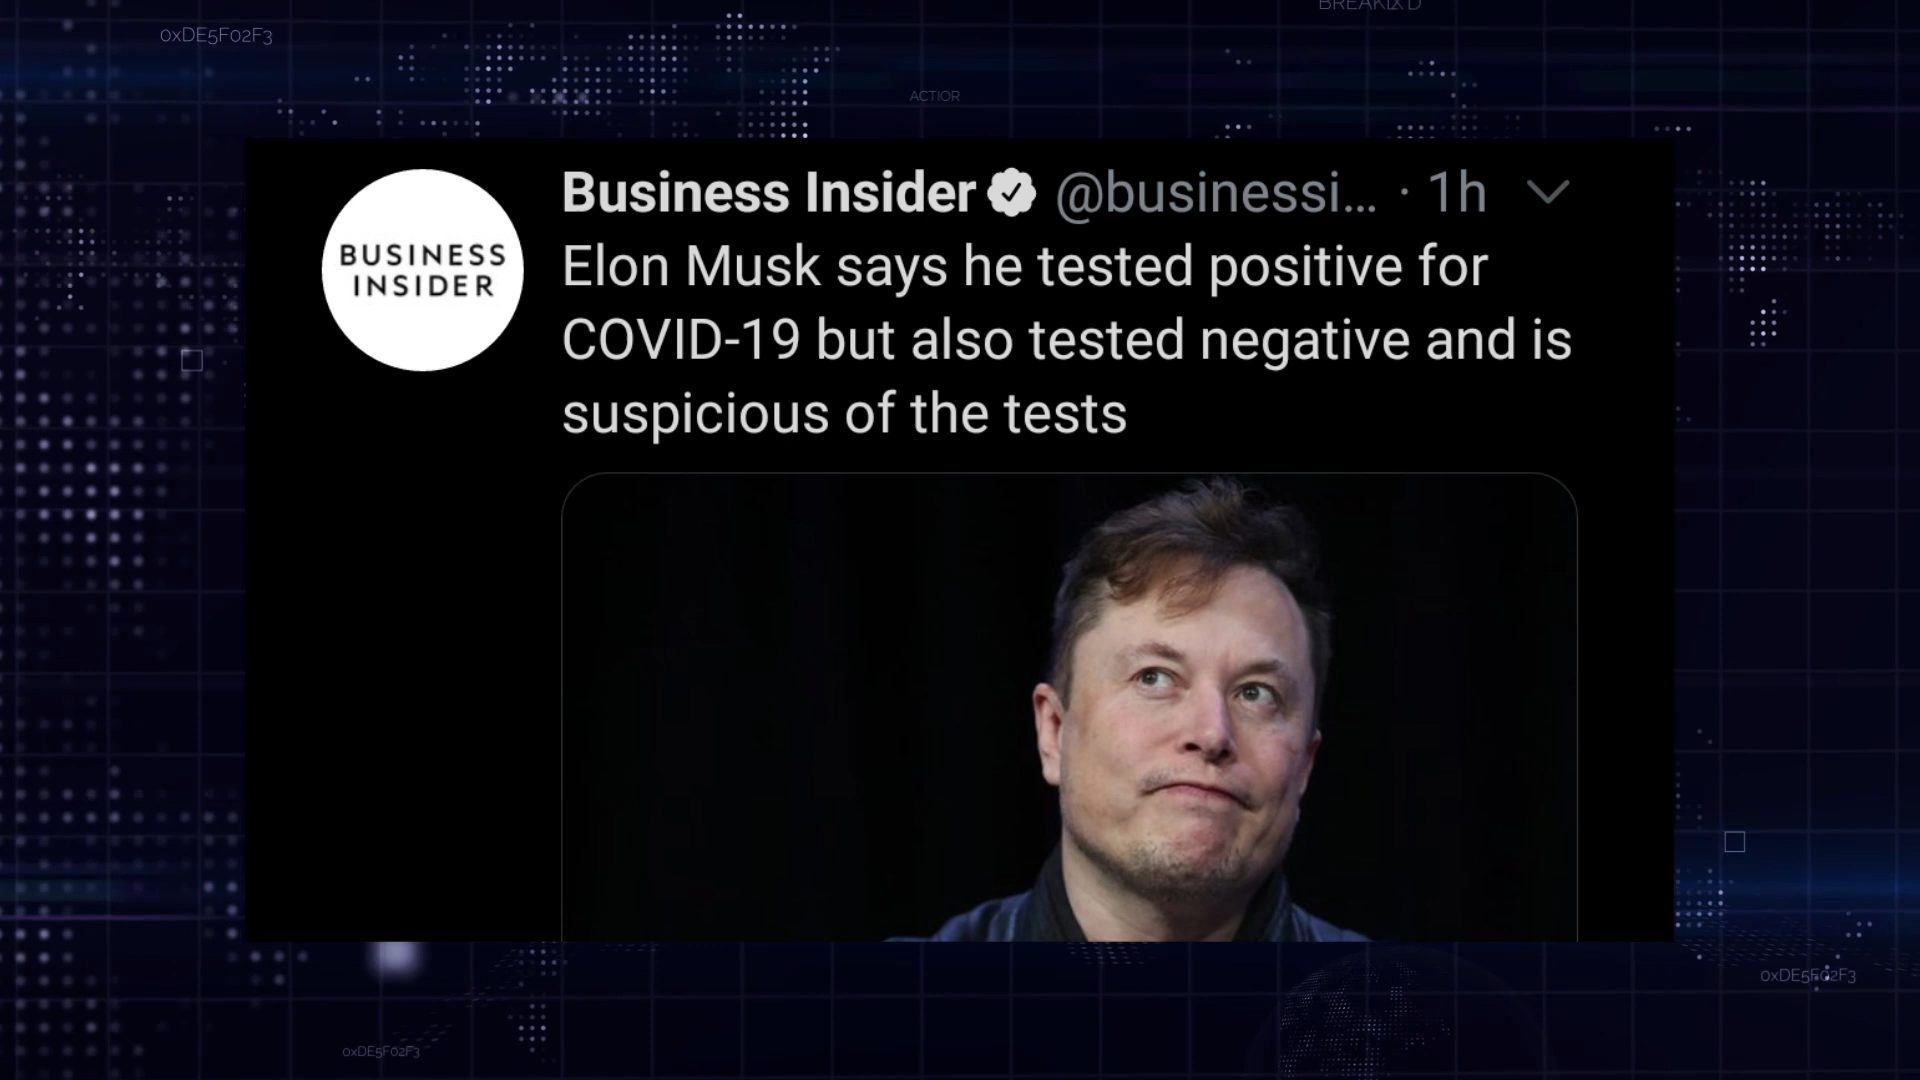 0xDE5F02F3
ACTIOR
BUSINESS
INSIDER
Business Insider @businessi... · 1h
Elon Musk says he tested positive for
COVID-19 but also tested negative and is
suspicious of the tests
0xDE5F02F3
0xDE5F02F3